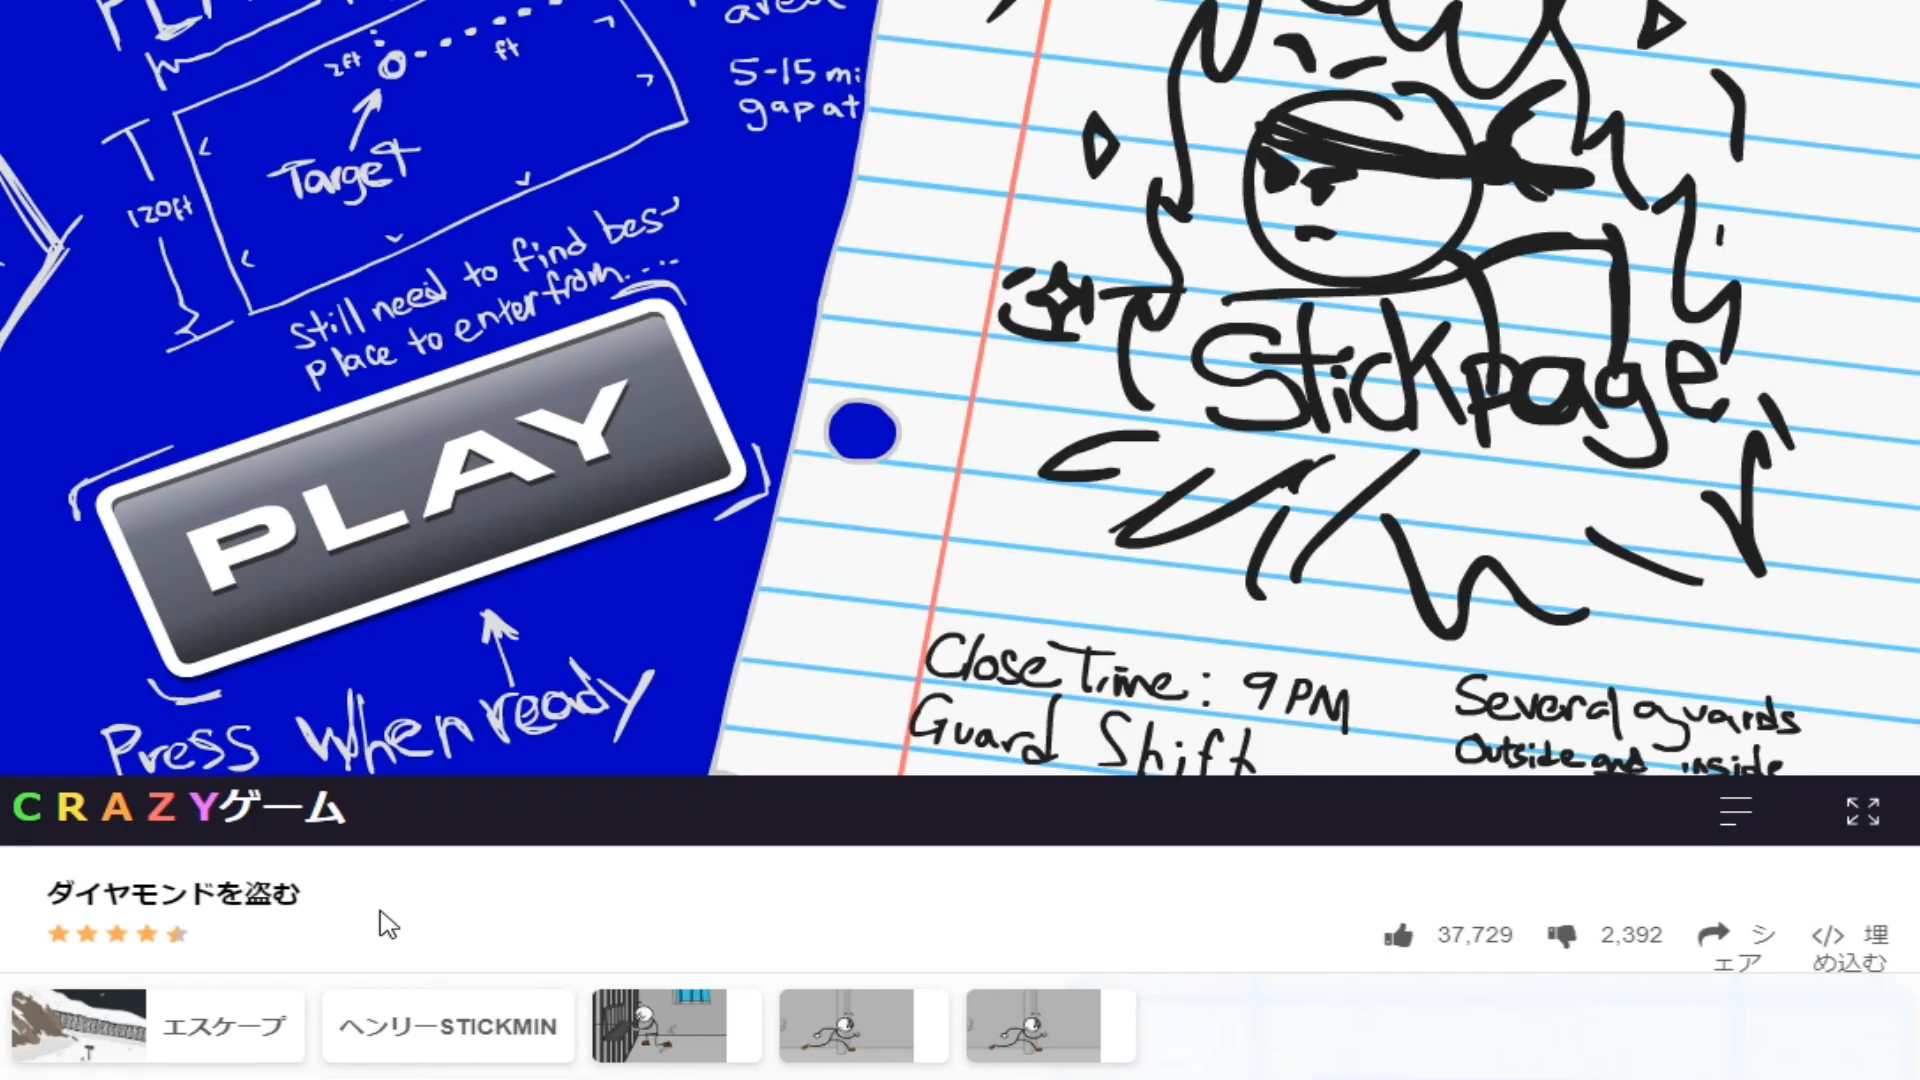 area
2ft
ft
5-15 mi
gap at
Target
120ft
Still need to find bes
place to enter from....
PLAY
Press When ready
Stickpage
Close Time: 9 PM
Guard Shift
Several guards
Outside and inside
CRAZYゲーム
ダイヤモンドを盗む
37,729
2,392
シ
ェア
</> 埋
め込む
エスケープ
ヘンリーSTICKMIN